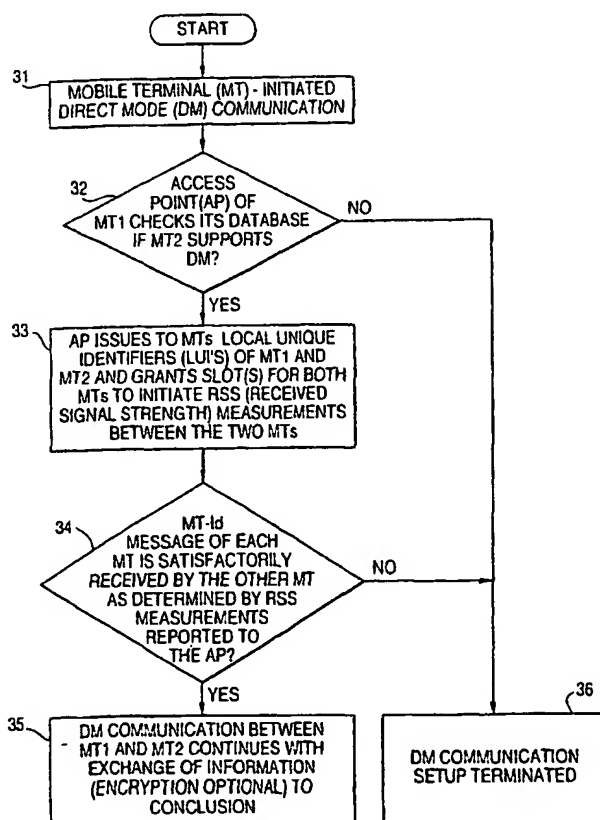 START
31
MOBILE TERMINAL (MT) - INITIATED
DIRECT MODE (DM) COMMUNICATION
32
ACCESS
POINT(AP) OF
MT1 CHECKS ITS DATABASE
IF MT2 SUPPORTS
DM?
NO
YES
33
AP ISSUES TO MTs LOCAL UNIQUE
IDENTIFIERS (LUI'S) OF MT1 AND
MT2 AND GRANTS SLOT(S) FOR BOTH
MTs TO INITIATE RSS (RECEIVED
SIGNAL STRENGTH) MEASUREMENTS
BETWEEN THE TWO MTs
34
MT-Id
MESSAGE OF EACH
MT IS SATISFACTORILY
RECEIVED BY THE OTHER MT
AS DETERMINED BY RSS
MEASUREMENTS
REPORTED TO
THE AP?
NO
YES
35
DM COMMUNICATION BETWEEN
MT1 AND MT2 CONTINUES WITH
EXCHANGE OF INFORMATION
(ENCRYPTION OPTIONAL) TO
CONCLUSION
36
DM COMMUNICATION
SETUP TERMINATED